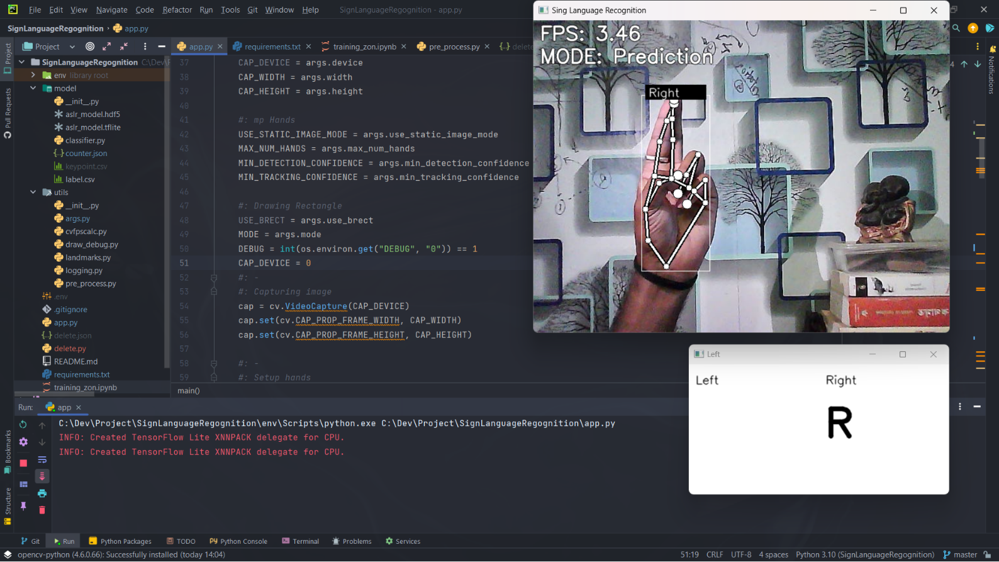 File Edit View Navigate Code Refactor Run Tools Git Window Help SignLanguageRegognition - app.py
SignLanguageRegognition › app.py
Project
app.py
requirements.txt
training_zon.ipynb
pre_process.py
delete
SignLanguageRegognition C:\Dev\F
env library root
model
__init__.py
aslr_model.hdf5
aslr_model.tflite
classifier.py
counter.json
keypoint.csv
label.csv
utils
__init__.py
args.py
cvfpscalc.py
draw_debug.py
landmarks.py
logging.py
pre_process.py
.env
.gitignore
app.py
delete.json
delete.py
README.md
requirements.txt
training_zon.ipynb
Project
Pull Requests
Bookmarks
Structure
37 CAP_DEVICE = args.device
38 CAP_WIDTH = args.width
39 CAP_HEIGHT = args.height
40
41 #: mp Hands
42 USE_STATIC_IMAGE_MODE = args.use_static_image_mode
43 MAX_NUM_HANDS = args.max_num_hands
44 MIN_DETECTION_CONFIDENCE = args.min_detection_confidence
45 MIN_TRACKING_CONFIDENCE = args.min_tracking_confidence
46
47 #: Drawing Rectangle
48 USE_BRECT = args.use_brect
49 MODE = args.mode
50 DEBUG = int(os.environ.get("DEBUG", "0")) == 1
51 CAP_DEVICE = 0
52 #: -
53 #: Capturing image
54 cap = cv.VideoCapture(CAP_DEVICE)
55 cap.set(cv.CAP_PROP_FRAME_WIDTH, CAP_WIDTH)
56 cap.set(cv.CAP_PROP_FRAME_HEIGHT, CAP_HEIGHT)
57
58 #: -
59 #: Setup hands
main()
Sing Language Recognition
FPS: 3.46
MODE: Prediction
Right
4
Notifications
Left
Left Right
R
Run: app
C:\Dev\Project\SignLanguageRegognition\env\Scripts\python.exe C:\Dev\Project\SignLanguageRegognition\app.py
INFO: Created TensorFlow Lite XNNPACK delegate for CPU.
INFO: Created TensorFlow Lite XNNPACK delegate for CPU.
Git Run Python Packages TODO Python Console Terminal Problems Services
opencv-python (4.6.0.66): Successfully installed (today 14:04) 51:19 CRLF UTF-8 4 spaces Python 3.10 (SignLanguageRegognition) master